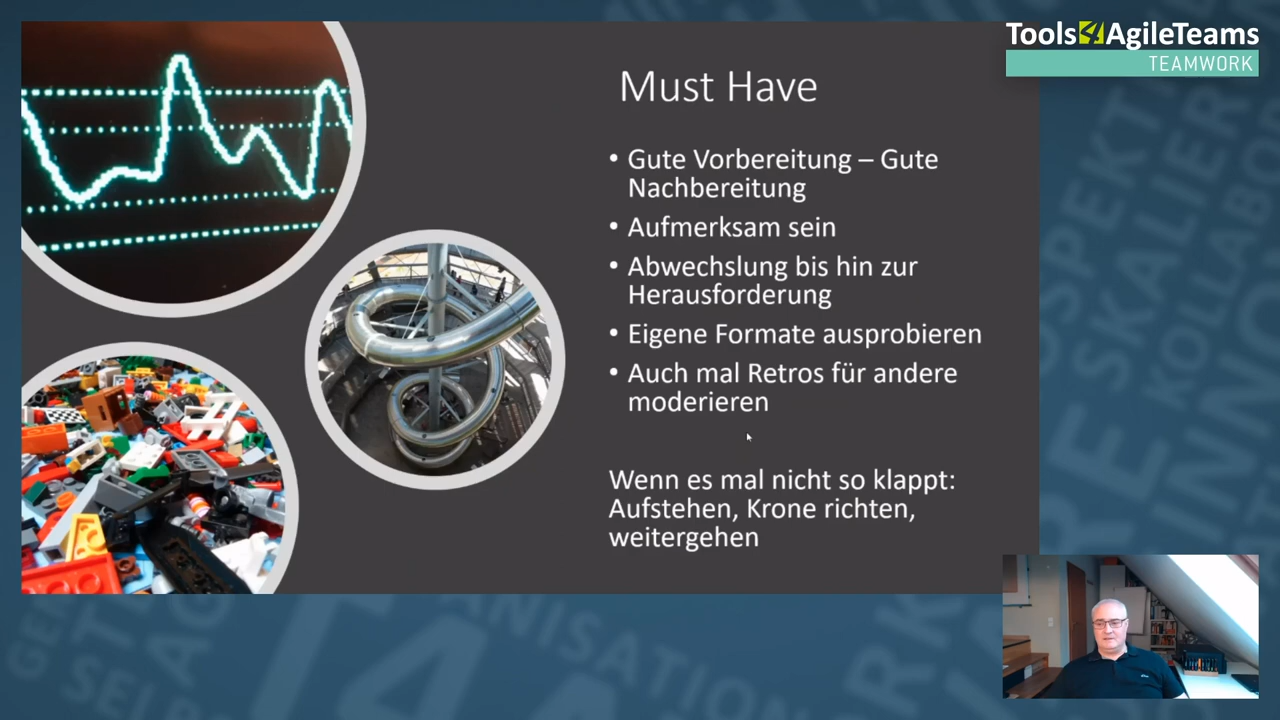 Tools4AgileTeams
TEAMWORK
Must Have
• Gute Vorbereitung – Gute
Nachbereitung
• Aufmerksam sein
• Abwechslung bis hin zur
Herausforderung
• Eigene Formate ausprobieren
• Auch mal Retros für andere
moderieren
Wenn es mal nicht so klappt:
Aufstehen, Krone richten,
weitergehen